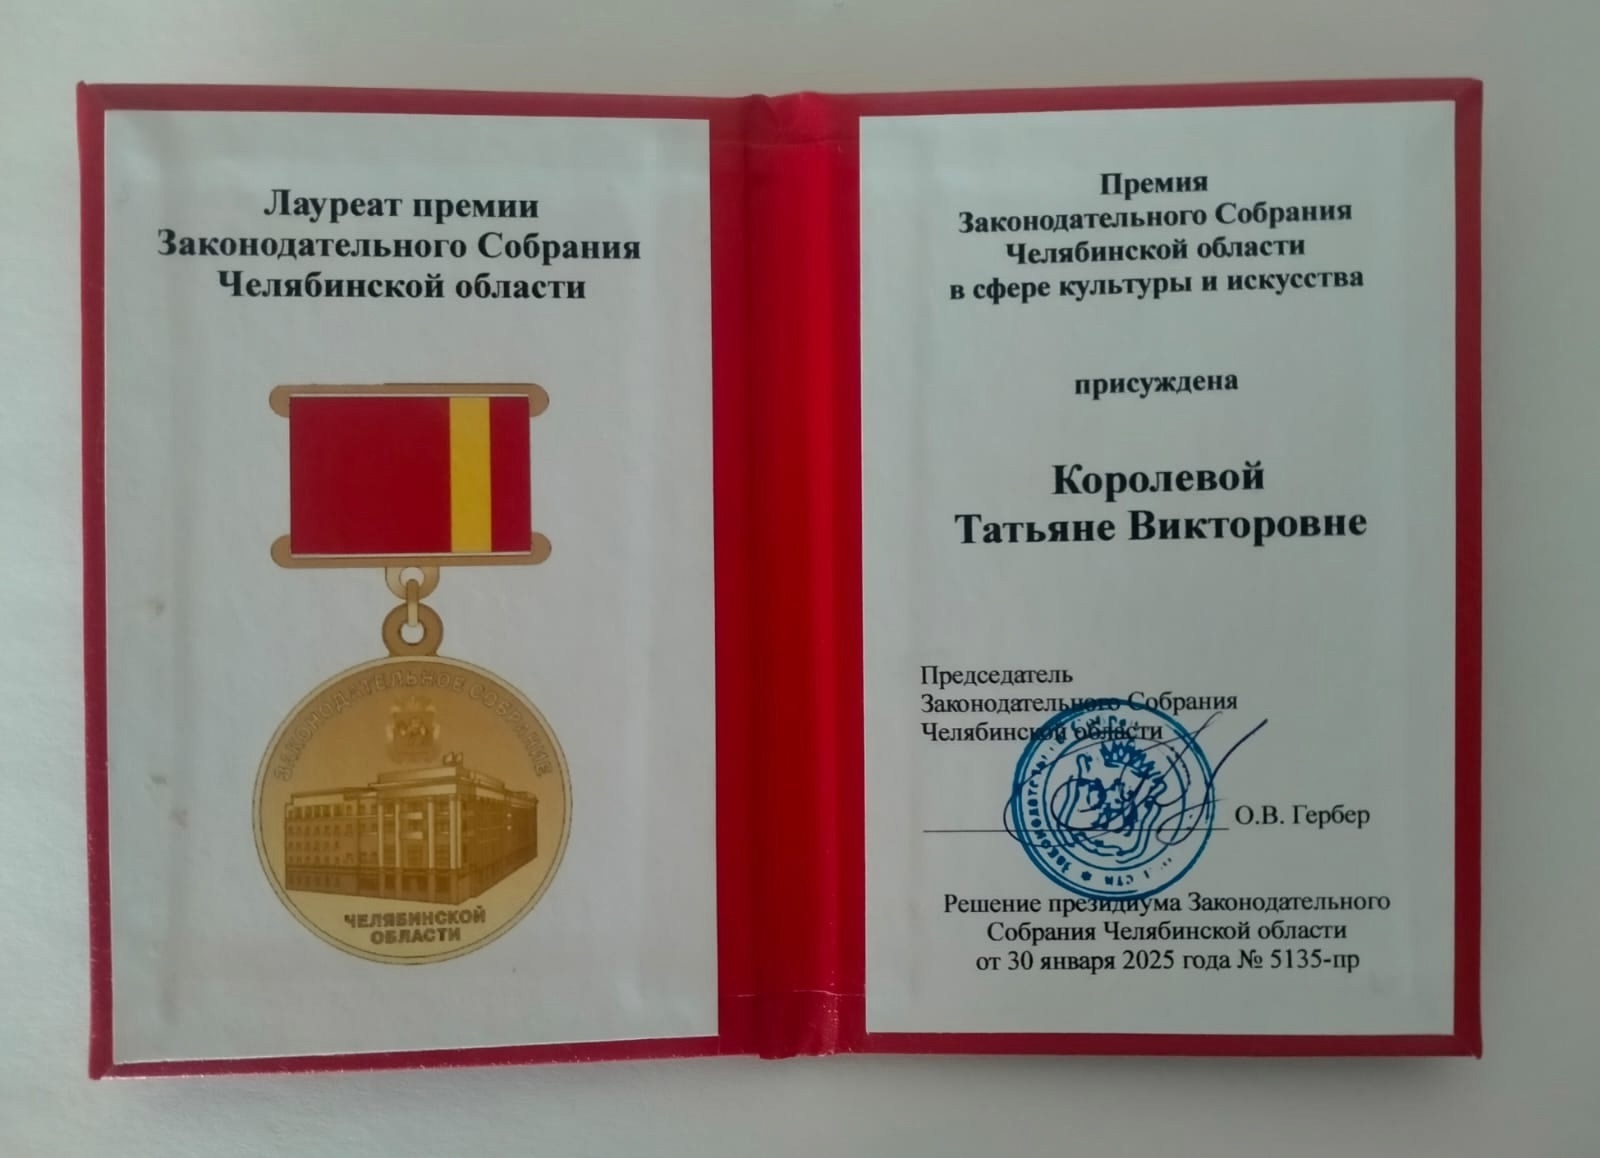 Лауреат премии
Законодательного Собрания
Челябинской области
ЗАКОНОДАТЕЛЬНОЕ СОБРАНИЕ
ЧЕЛЯБИНСКОЙ
ОБЛАСТИ
Премия
Законодательного Собрания
Челябинской области
в сфере культуры и искусства
присуждена
Королевой
Татьяне Викторовне
Председатель
Законодательного Собрания
Челябинской области
О.В. Гербер
Решение президиума Законодательного
Собрания Челябинской области
от 30 января 2025 года № 5135-пр